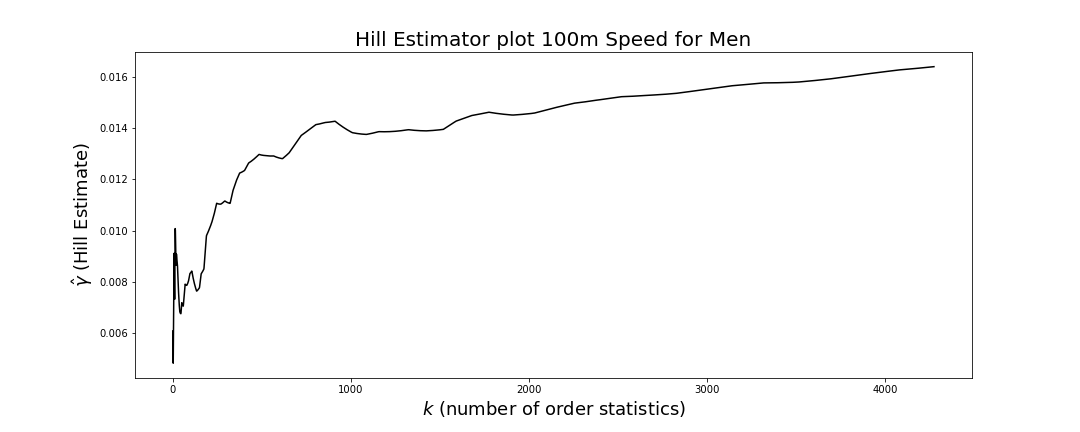 Hill Estimator plot 100m Speed for Men
0.016
0.014
0.012
0.010
0.008
0.006
γ̂ (Hill Estimate)
0 1000 2000 3000 4000
k (number of order statistics)